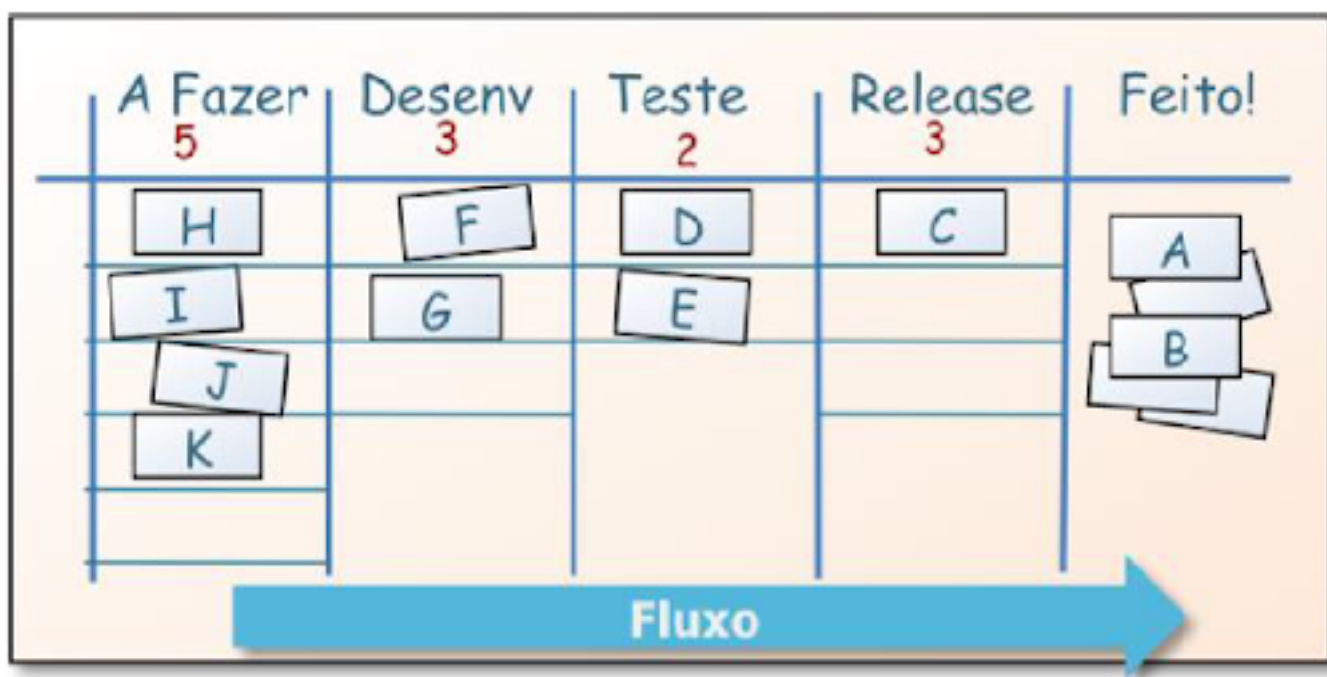 A Fazer Desenv Teste Release Feito!
5 3 2 3
H F D C A
I G E
J B
K
Fluxo